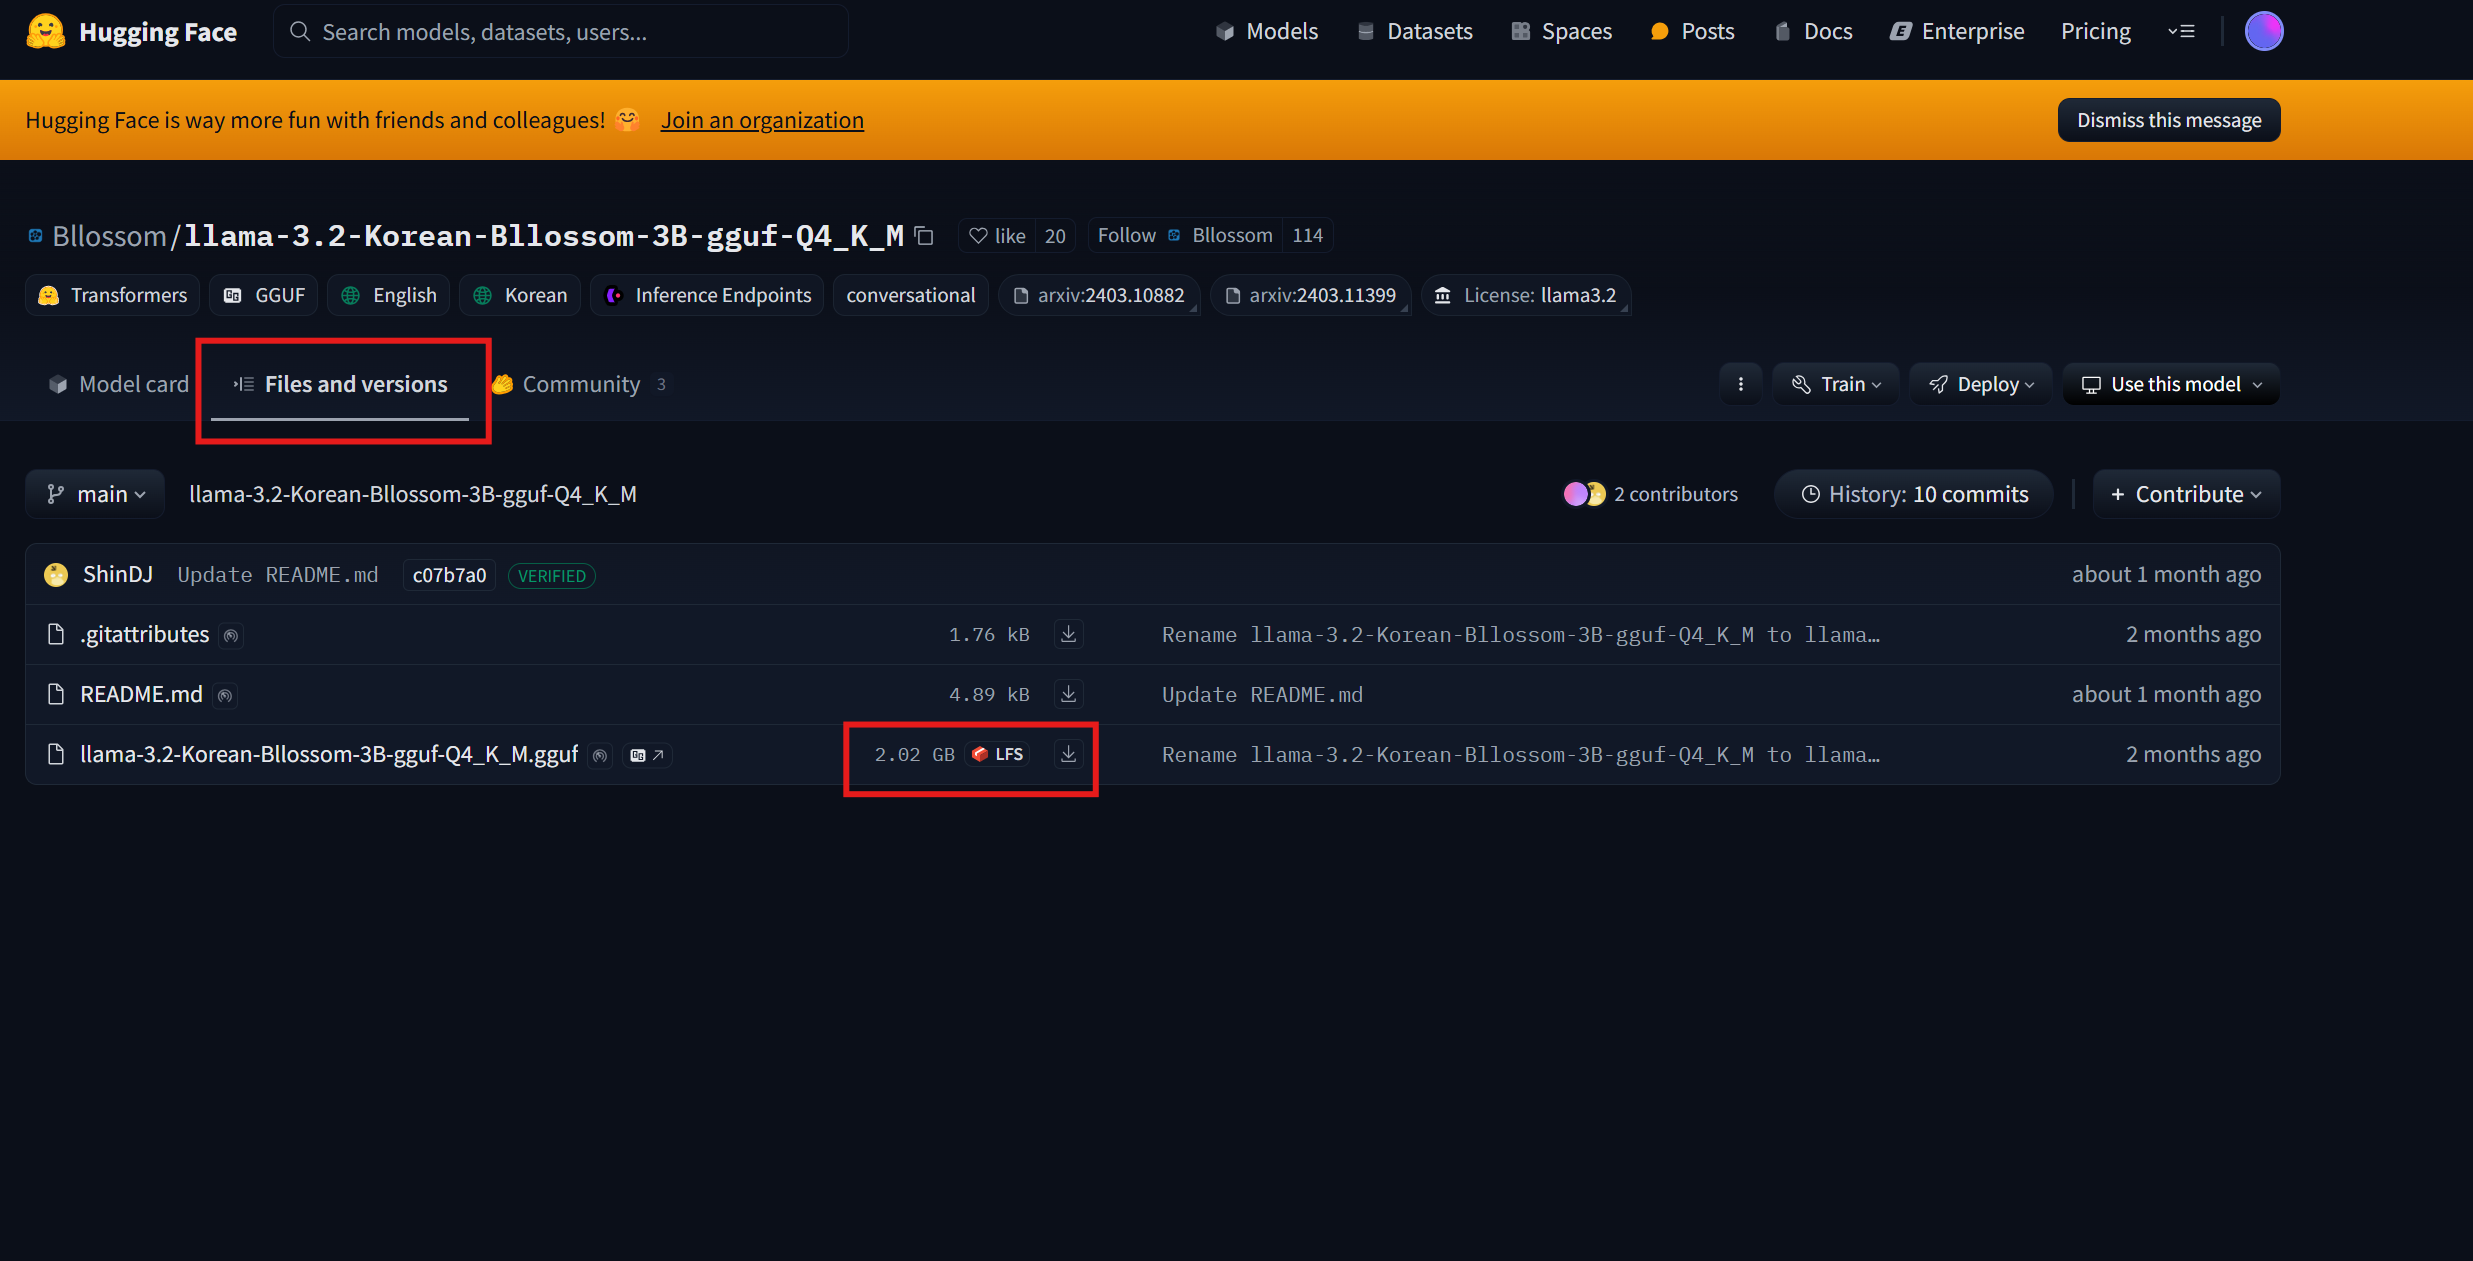 Hugging Face
Search models, datasets, users...
Models Datasets Spaces Posts Docs Enterprise Pricing
Hugging Face is way more fun with friends and colleagues! Join an organization
Dismiss this message
Bllossom/llama-3.2-Korean-Bllossom-3B-gguf-Q4_K_M like 20 Follow Bllossom 114
Transformers GGUF English Korean Inference Endpoints conversational arxiv:2403.10882 arxiv:2403.11399 License: llama3.2
Model card Files and versions Community 3 Train Deploy Use this model
main llama-3.2-Korean-Bllossom-3B-gguf-Q4_K_M 2 contributors History: 10 commits + Contribute
ShinDJ Update README.md c07b7a0 VERIFIED about 1 month ago
.gitattributes 1.76 kB Rename llama-3.2-Korean-Bllossom-3B-gguf-Q4_K_M to llama… 2 months ago
README.md 4.89 kB Update README.md about 1 month ago
llama-3.2-Korean-Bllossom-3B-gguf-Q4_K_M.gguf 2.02 GB LFS Rename llama-3.2-Korean-Bllossom-3B-gguf-Q4_K_M to llama… 2 months ago